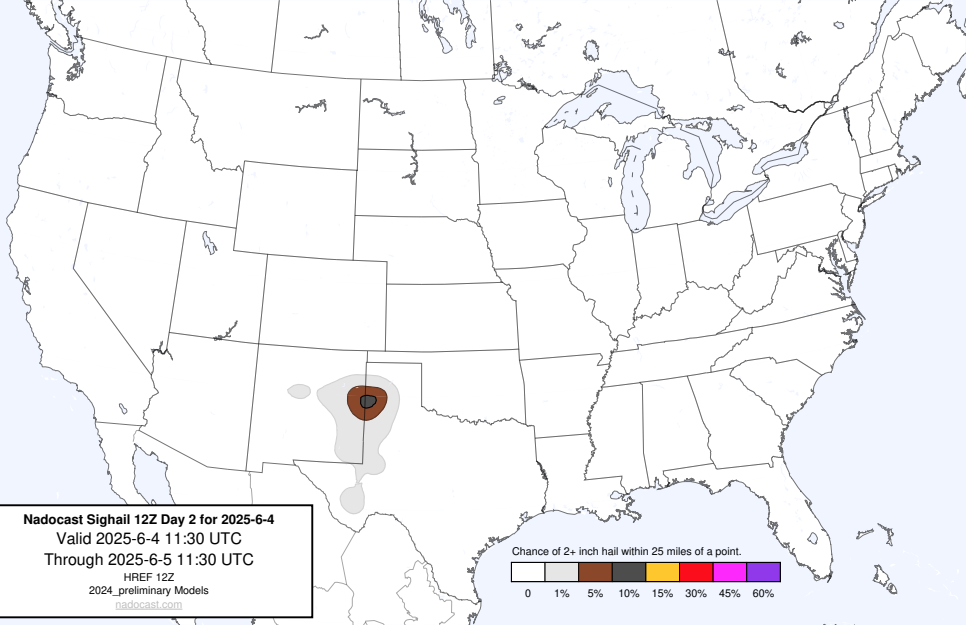 Nadocast Sighail 12Z Day 2 for 2025-6-4
Valid 2025-6-4 11:30 UTC
Through 2025-6-5 11:30 UTC
HREF 12Z
2024_preliminary Models
nadocast.com
Chance of 2+ inch hail within 25 miles of a point.
0 1% 5% 10% 15% 30% 45% 60%